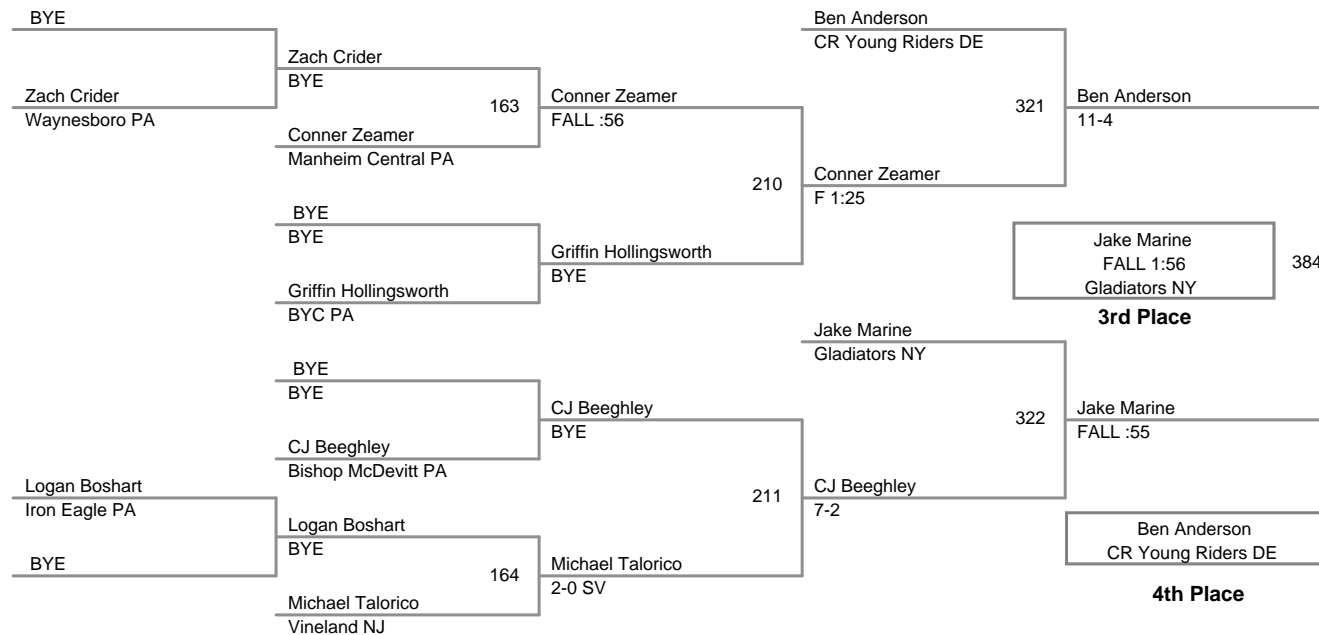 BYE
Zach Crider
Waynesboro PA
Logan Boshart
Iron Eagle PA
BYE
Zach Crider
BYE
163
Conner Zeamer
Manheim Central PA
BYE
BYE
Griffin Hollingsworth
BYC PA
BYE
BYE
CJ Beeghley
Bishop McDevitt PA
Logan Boshart
BYE
164
Michael Talorico
Vineland NJ
Conner Zeamer
FALL :56
210
Griffin Hollingsworth
BYE
CJ Beeghley
BYE
211
Michael Talorico
2-0 SV
Ben Anderson
CR Young Riders DE
321
Conner Zeamer
F 1:25
Jake Marine
Gladiators NY
322
CJ Beeghley
7-2
Ben Anderson
11-4
Jake Marine
FALL 1:56
Gladiators NY
384
3rd Place
Jake Marine
FALL :55
Ben Anderson
CR Young Riders DE
4th Place